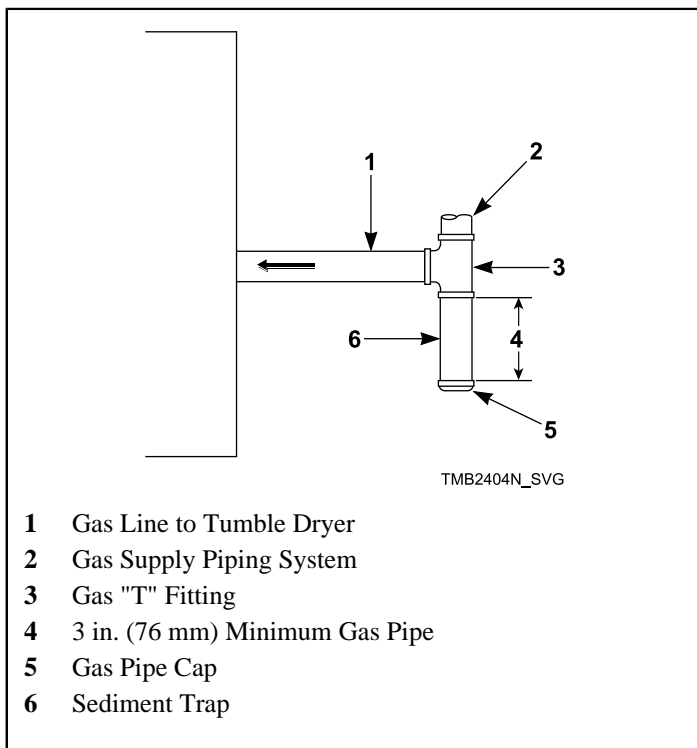 1
2
3
4
5
6
TMB2404N_SVG
1 Gas Line to Tumble Dryer
2 Gas Supply Piping System
3 Gas "T" Fitting
4 3 in. (76 mm) Minimum Gas Pipe
5 Gas Pipe Cap
6 Sediment Trap